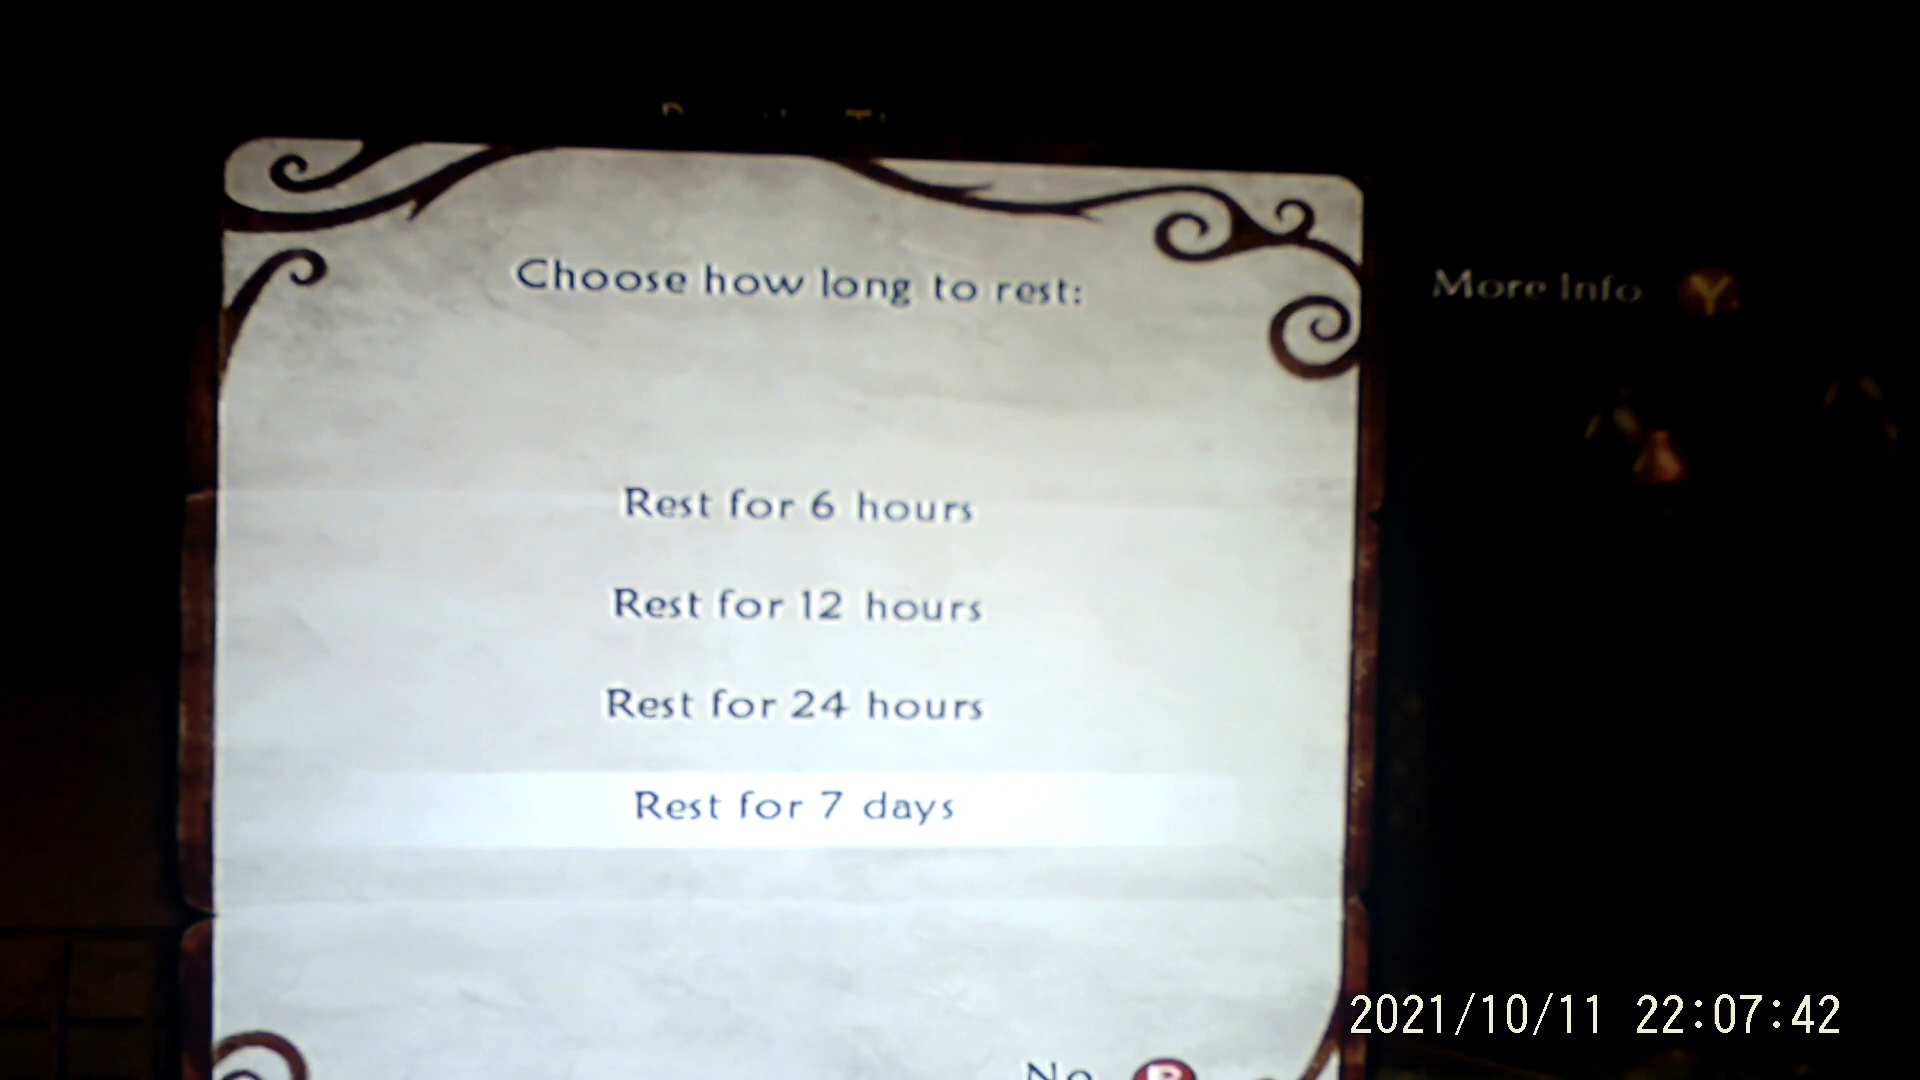 Choose how long to rest:
More Info Y
Rest for 6 hours
Rest for 12 hours
Rest for 24 hours
Rest for 7 days
2021/10/11 22:07:42
No B